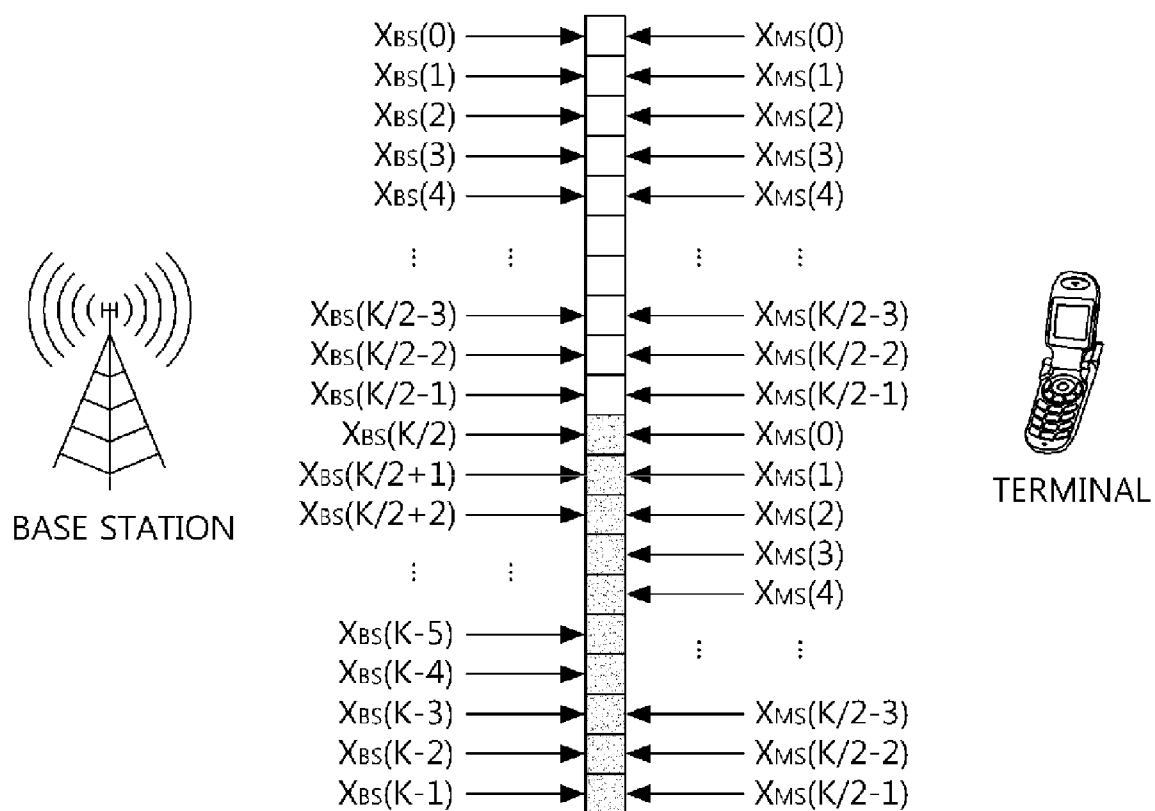 XBS(0) XMS(0)
XBS(1) XMS(1)
XBS(2) XMS(2)
XBS(3) XMS(3)
XBS(4) XMS(4)
⋮ ⋮ ⋮ ⋮
XBS(K/2-3) XMS(K/2-3)
XBS(K/2-2) XMS(K/2-2)
XBS(K/2-1) XMS(K/2-1)
XBS(K/2) XMS(0)
XBS(K/2+1) XMS(1)
XBS(K/2+2) XMS(2)
BASE STATION
TERMINAL
XMS(3)
⋮ ⋮ XMS(4)
XBS(K-5)
XBS(K-4) ⋮ ⋮
XBS(K-3) XMS(K/2-3)
XBS(K-2) XMS(K/2-2)
XBS(K-1) XMS(K/2-1)